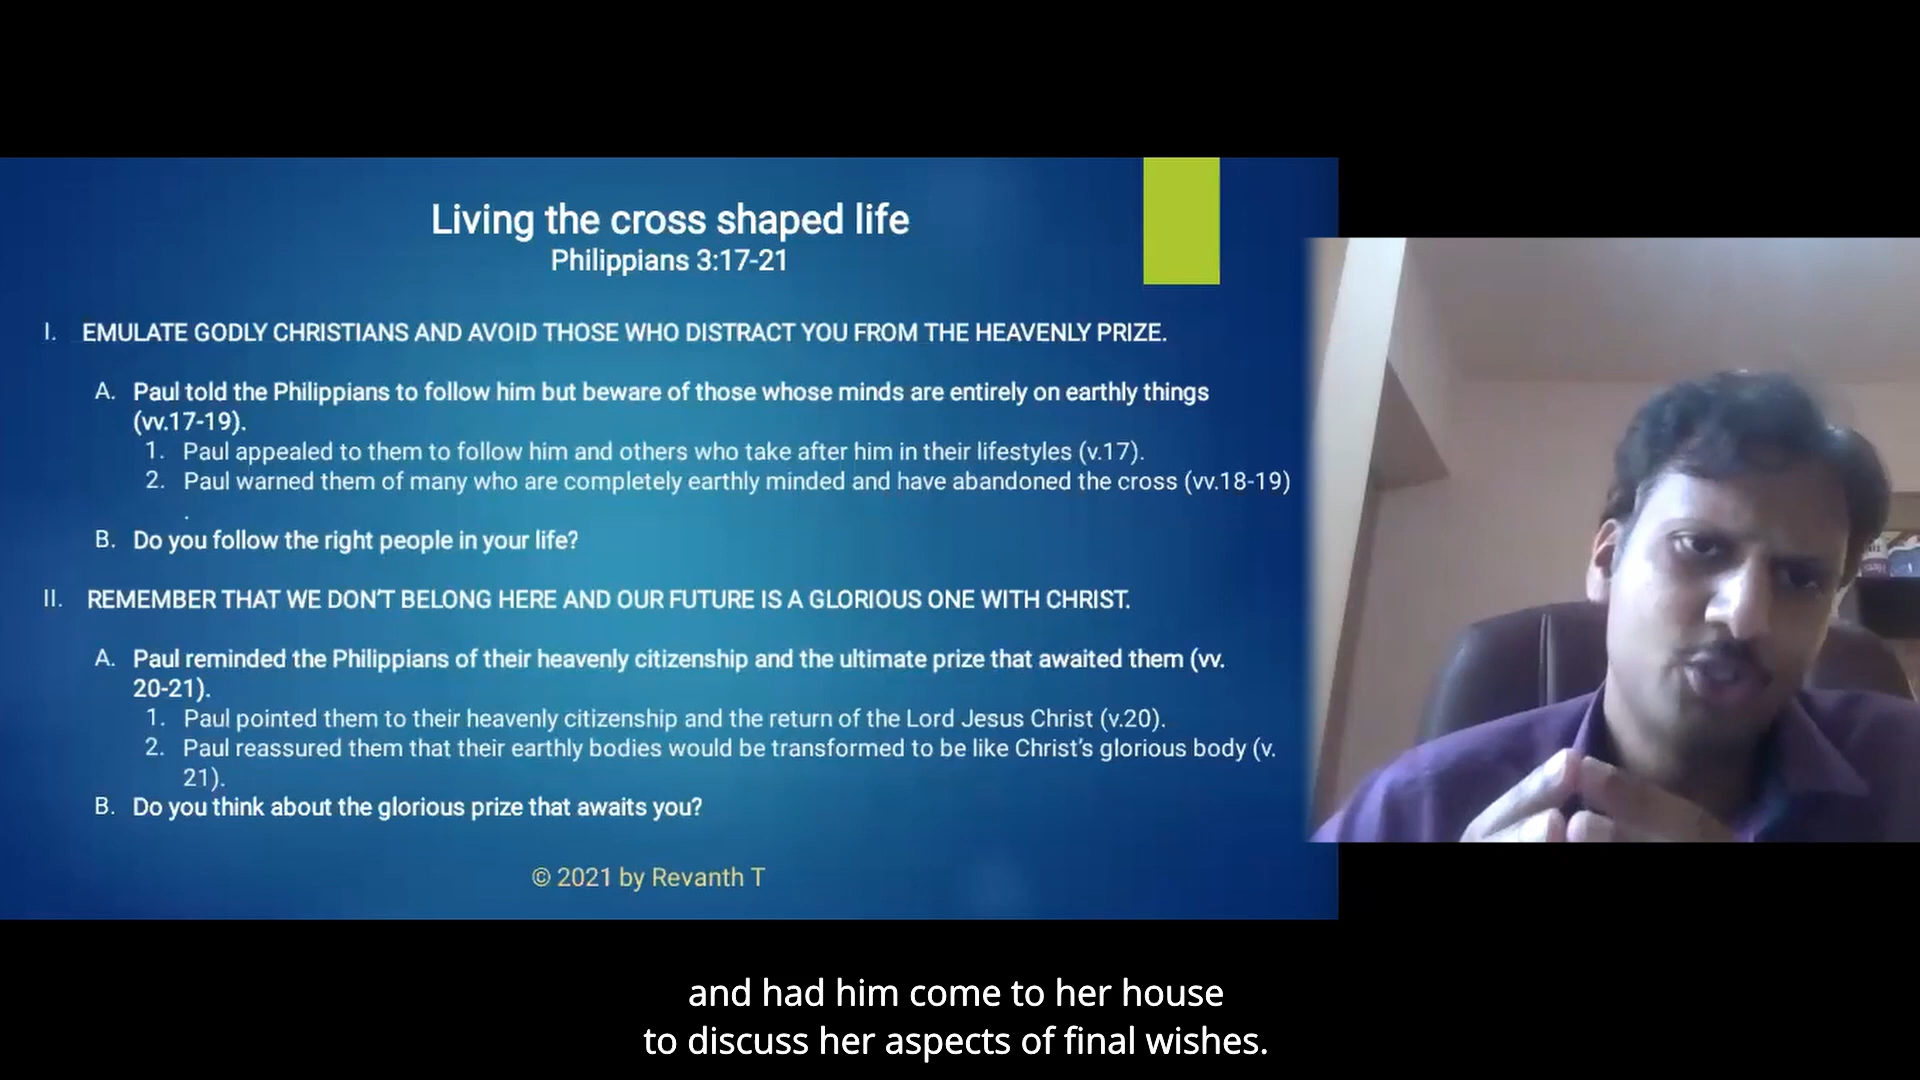 Living the cross shaped life
Philippians 3:17-21
I. EMULATE GODLY CHRISTIANS AND AVOID THOSE WHO DISTRACT YOU FROM THE HEAVENLY PRIZE.
A. Paul told the Philippians to follow him but beware of those whose minds are entirely on earthly things
(vv.17-19).
1. Paul appealed to them to follow him and others who take after him in their lifestyles (v.17).
2. Paul warned them of many who are completely earthly minded and have abandoned the cross (vv.18-19)
.
B. Do you follow the right people in your life?
II. REMEMBER THAT WE DON'T BELONG HERE AND OUR FUTURE IS A GLORIOUS ONE WITH CHRIST.
A. Paul reminded the Philippians of their heavenly citizenship and the ultimate prize that awaited them (vv.
20-21).
1. Paul pointed them to their heavenly citizenship and the return of the Lord Jesus Christ (v.20).
2. Paul reassured them that their earthly bodies would be transformed to be like Christ's glorious body (v.
21).
B. Do you think about the glorious prize that awaits you?
© 2021 by Revanth T
and had him come to her house
to discuss her aspects of final wishes.